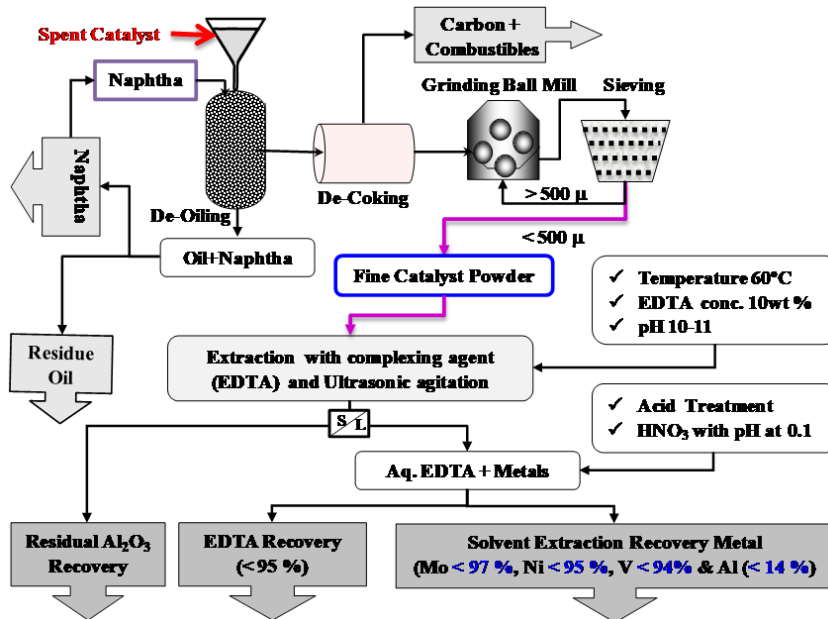 Spent Catalyst
Carbon +
Combustibles
Naphtha
Grinding Ball Mill
Sieving
Naphtha
De-Oiling
De-Coking
> 500 µ
< 500 µ
Oil+Naphtha
Fine Catalyst Powder
✓ Temperature 60°C
✓ EDTA conc. 10wt %
✓ pH 10-11
Residue
Oil
Extraction with complexing agent
(EDTA) and Ultrasonic agitation
✓ Acid Treatment
✓ HNO₃ with pH at 0.1
S L
Aq. EDTA + Metals
Residual Al₂O₃
Recovery
EDTA Recovery
(< 95 %)
Solvent Extraction Recovery Metal
(Mo < 97 %, Ni < 95 %, V < 94% & Al (< 14 %)